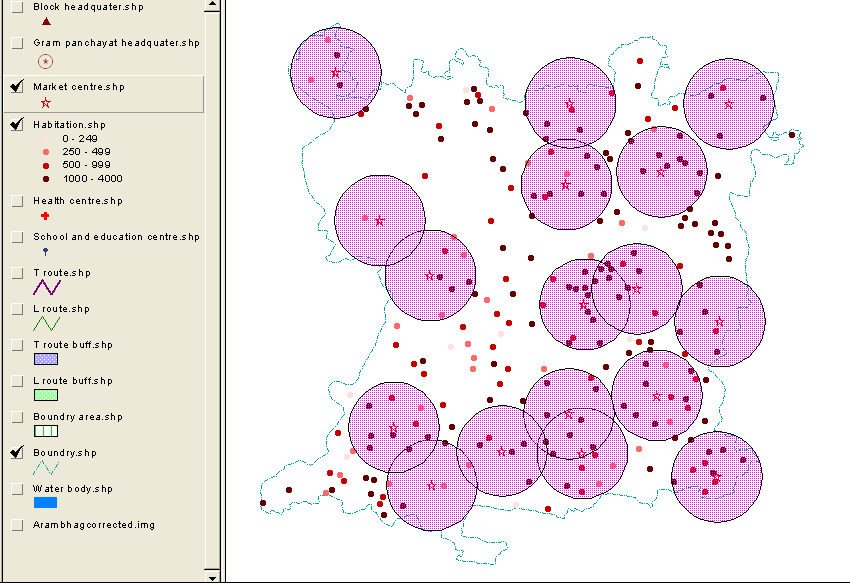 Block headquater.shp
Gram panchayat headquater.shp
Market centre.shp
Habitation.shp
0 - 249
250 - 499
500 - 999
1000 - 4000
Health centre.shp
School and education centre.shp
T route.shp
L route.shp
T route buff.shp
L route buff.shp
Boundry area.shp
Boundry.shp
Water body.shp
Arambhagcorrected.img